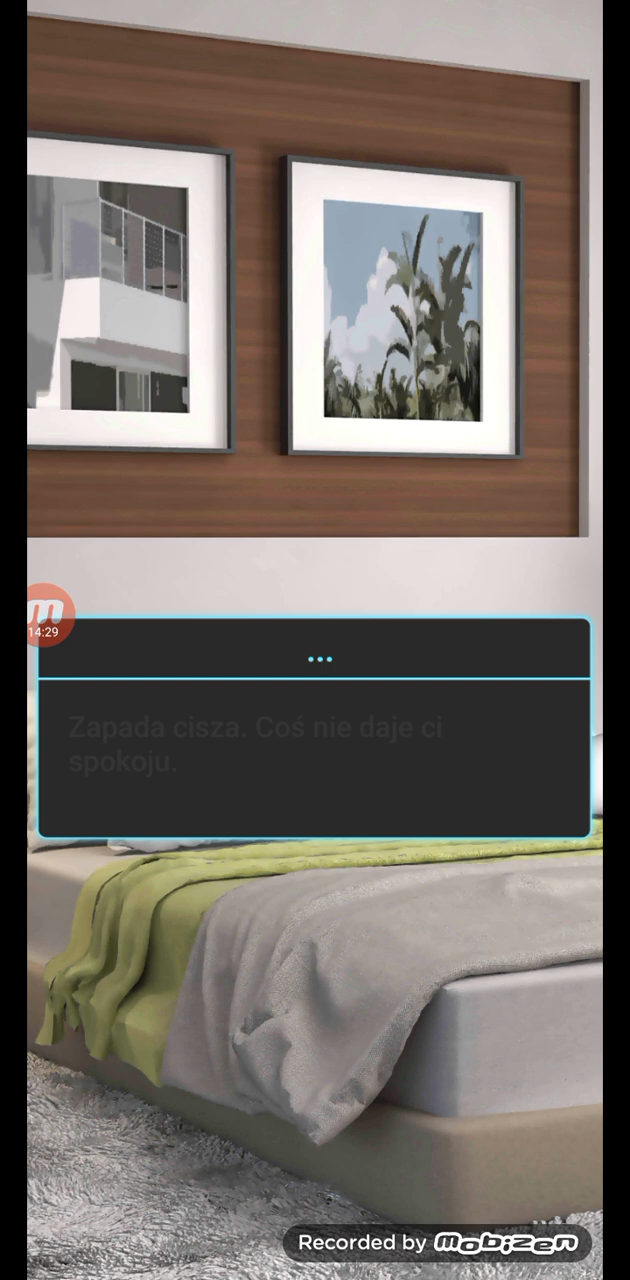 m
14:29
...
Zapada cisza. Coś nie daje ci
spokoju.
Recorded by mobizen